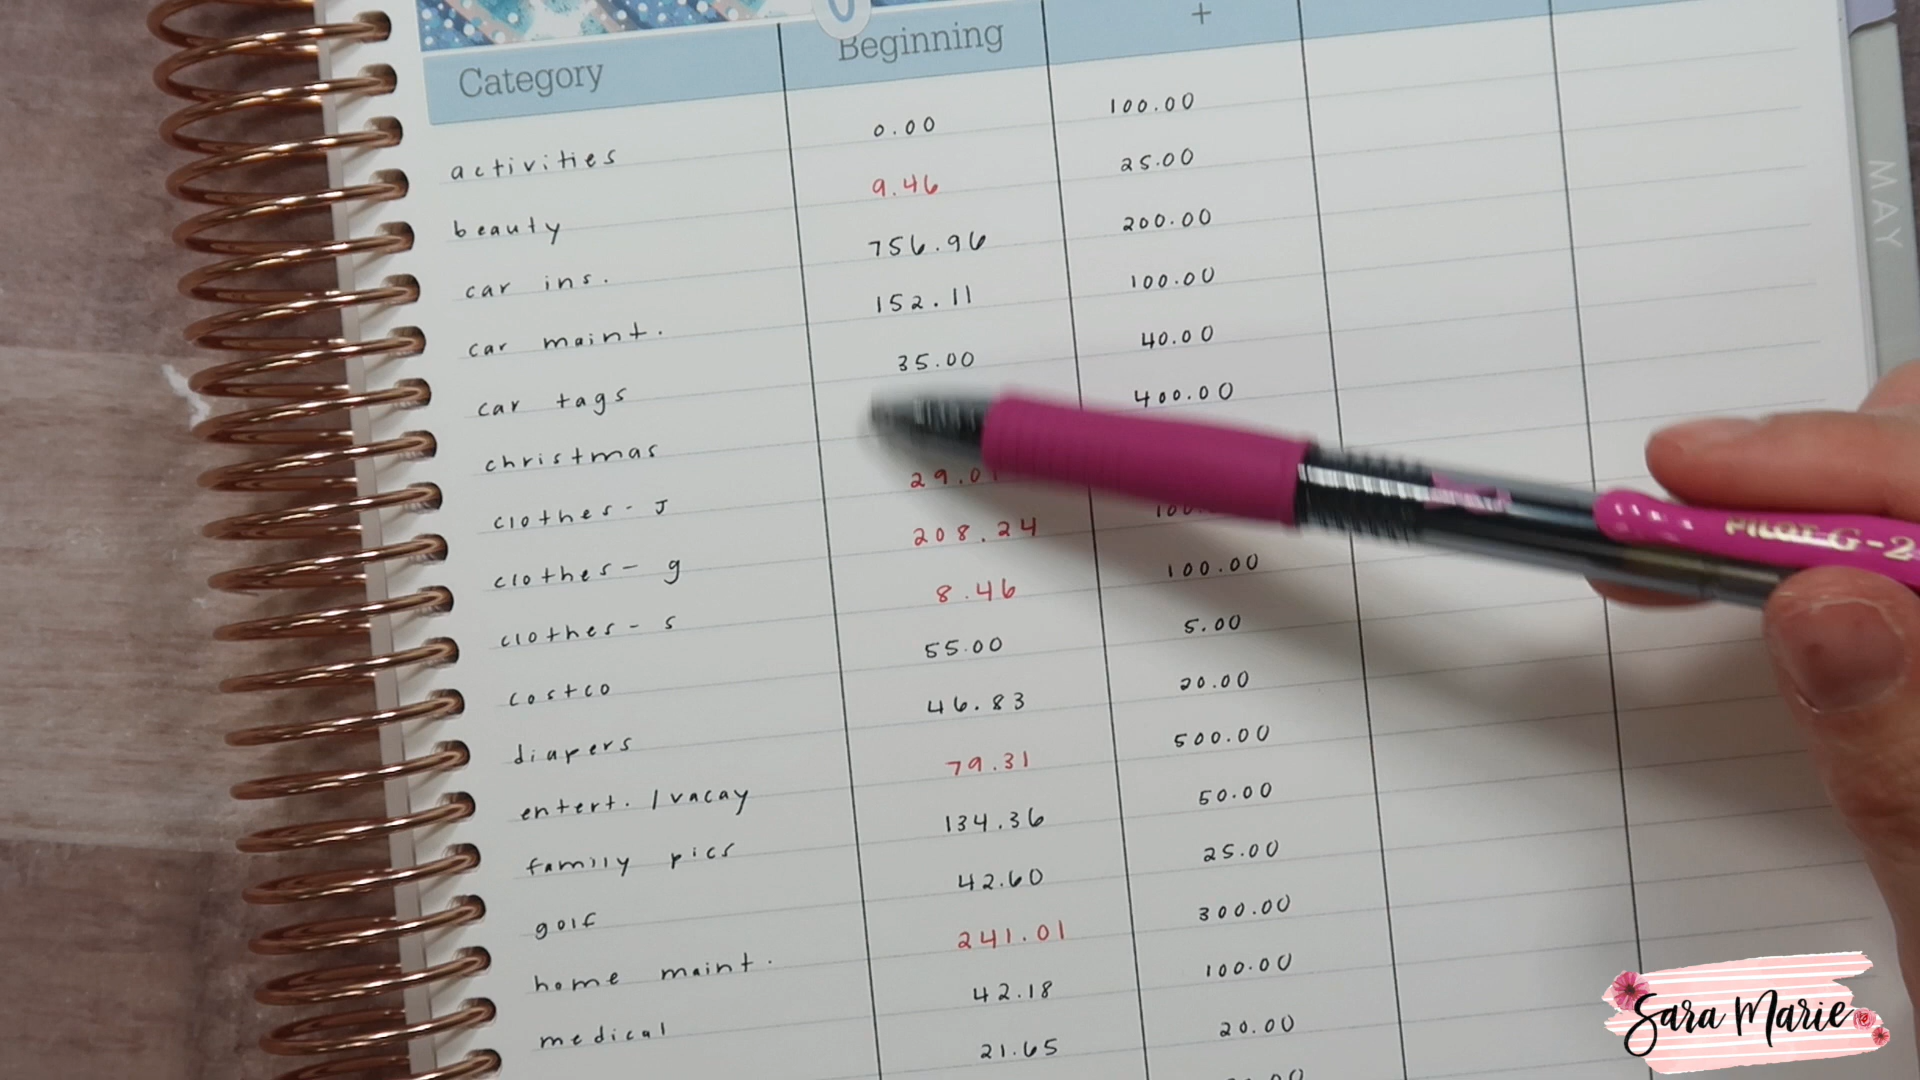 Category Beginning +
activities 0.00 100.00
beauty 9.46 25.00
car ins. 756.96 200.00
car maint. 152.11 100.00
car tags 35.00 40.00
christmas 400.00
clothes - J
clothes - g 208.24
clothes - s 8.46 100.00
costco 55.00 5.00
diapers 46.83 20.00
entert. / vacay 79.31 500.00
family pics 134.36 50.00
golf 42.60 25.00
home maint. 241.01 300.00
medical 42.18 100.00
21.65 20.00
MAY
PILOT G-2
Sara Marie